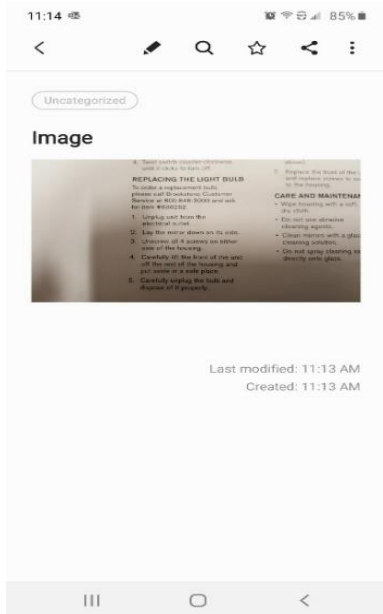 11:14
85%
Uncategorized
Image
4. Twist switch counter-clockwise
until it clicks to turn off.
REPLACING THE LIGHT BULB
To order a replacement bulb
please call Brookstone Customer
Service at 800-846-3000 and ask
for item
1. Unplug unit from the
electrical outlet.
2. Lay the mirror down on its side.
3. Unscrew all 4 screws on either
side of the housing.
4. Carefully lift the front of the unit
off the rest of the housing and
put aside in a safe place.
5. Carefully unplug the bulb and
dispose of it properly.
above).
7. Replace the front of the
and replace screws to
to the housing.
CARE AND MAINTENAN
• Wipe housing with a soft,
dry cloth.
• Do not use abrasive
cleaning agents.
• Clean mirrors with a glass
cleaning solution.
• Do not spray cleaning
directly onto glass.
Last modified: 11:13 AM
Created: 11:13 AM